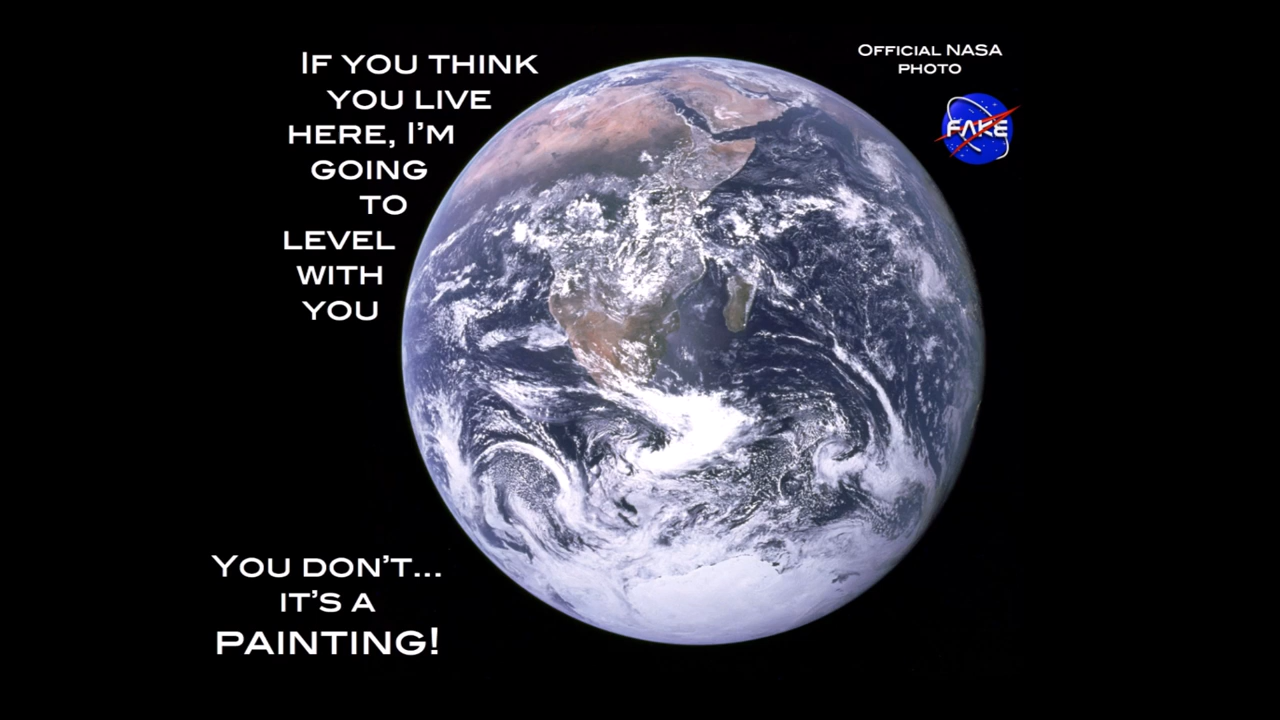 If you think
you live
here, I'm
going
to
level
with
you
Official NASA
photo
FAKE
You don't...
it's a
painting!